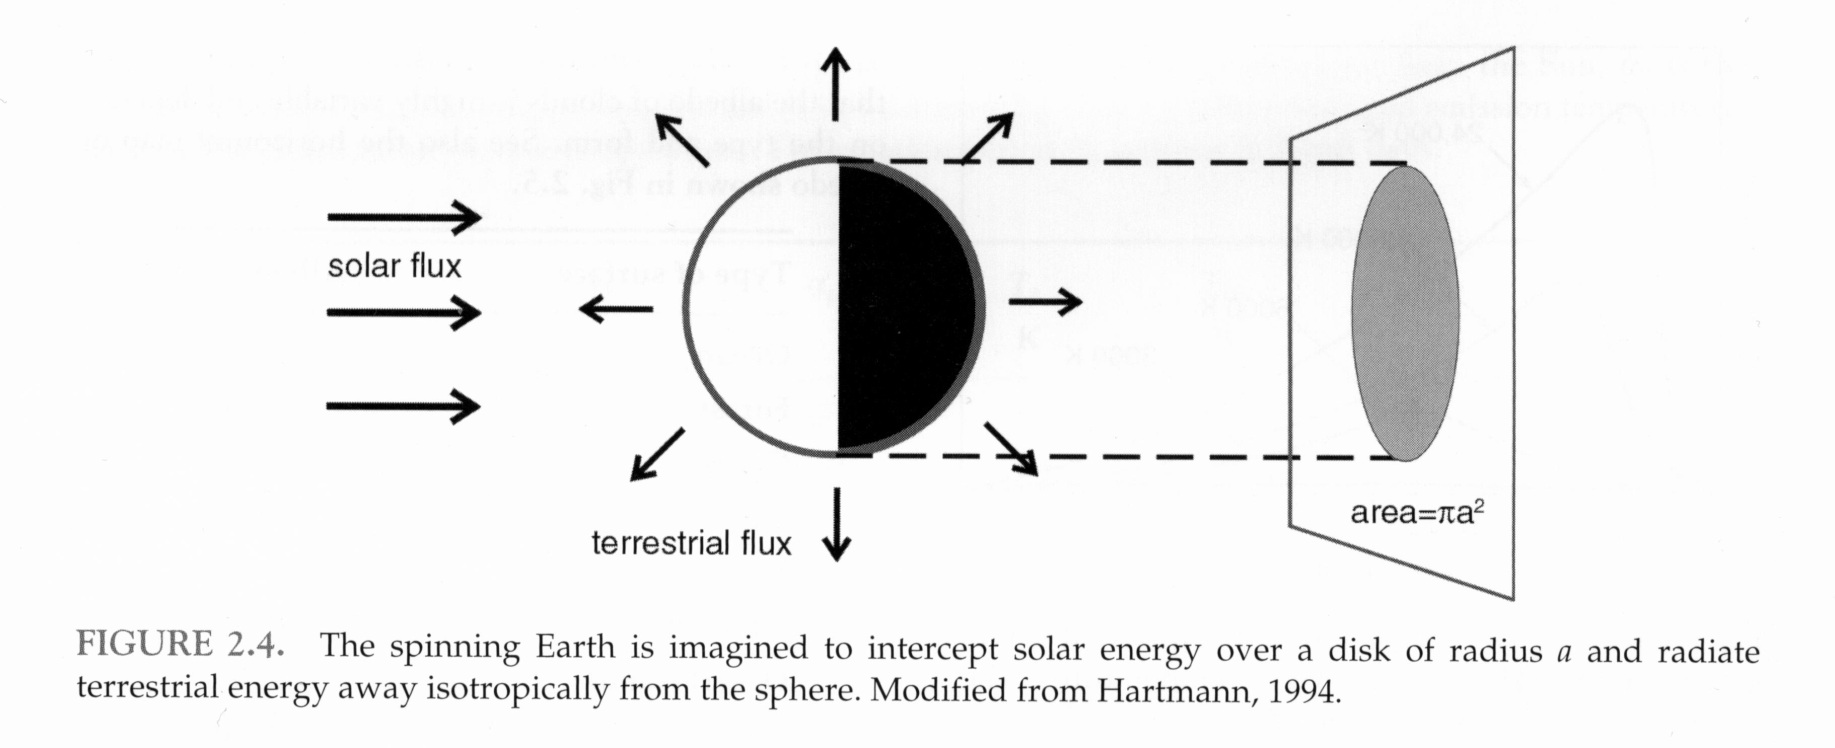 solar flux
terrestrial flux
area=πa²
FIGURE 2.4. The spinning Earth is imagined to intercept solar energy over a disk of radius a and radiate
terrestrial energy away isotropically from the sphere. Modified from Hartmann, 1994.